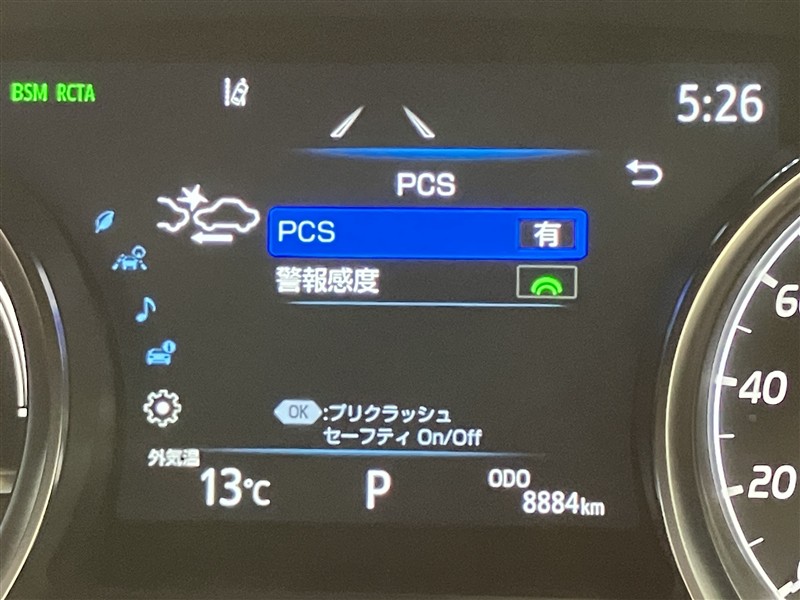 BSM RCTA
5:26
PCS
PCS 有
警報感度
OK :プリクラッシュ
セーフティ On/Off
外気温
13℃
P
ODO
8884km
60
40
20